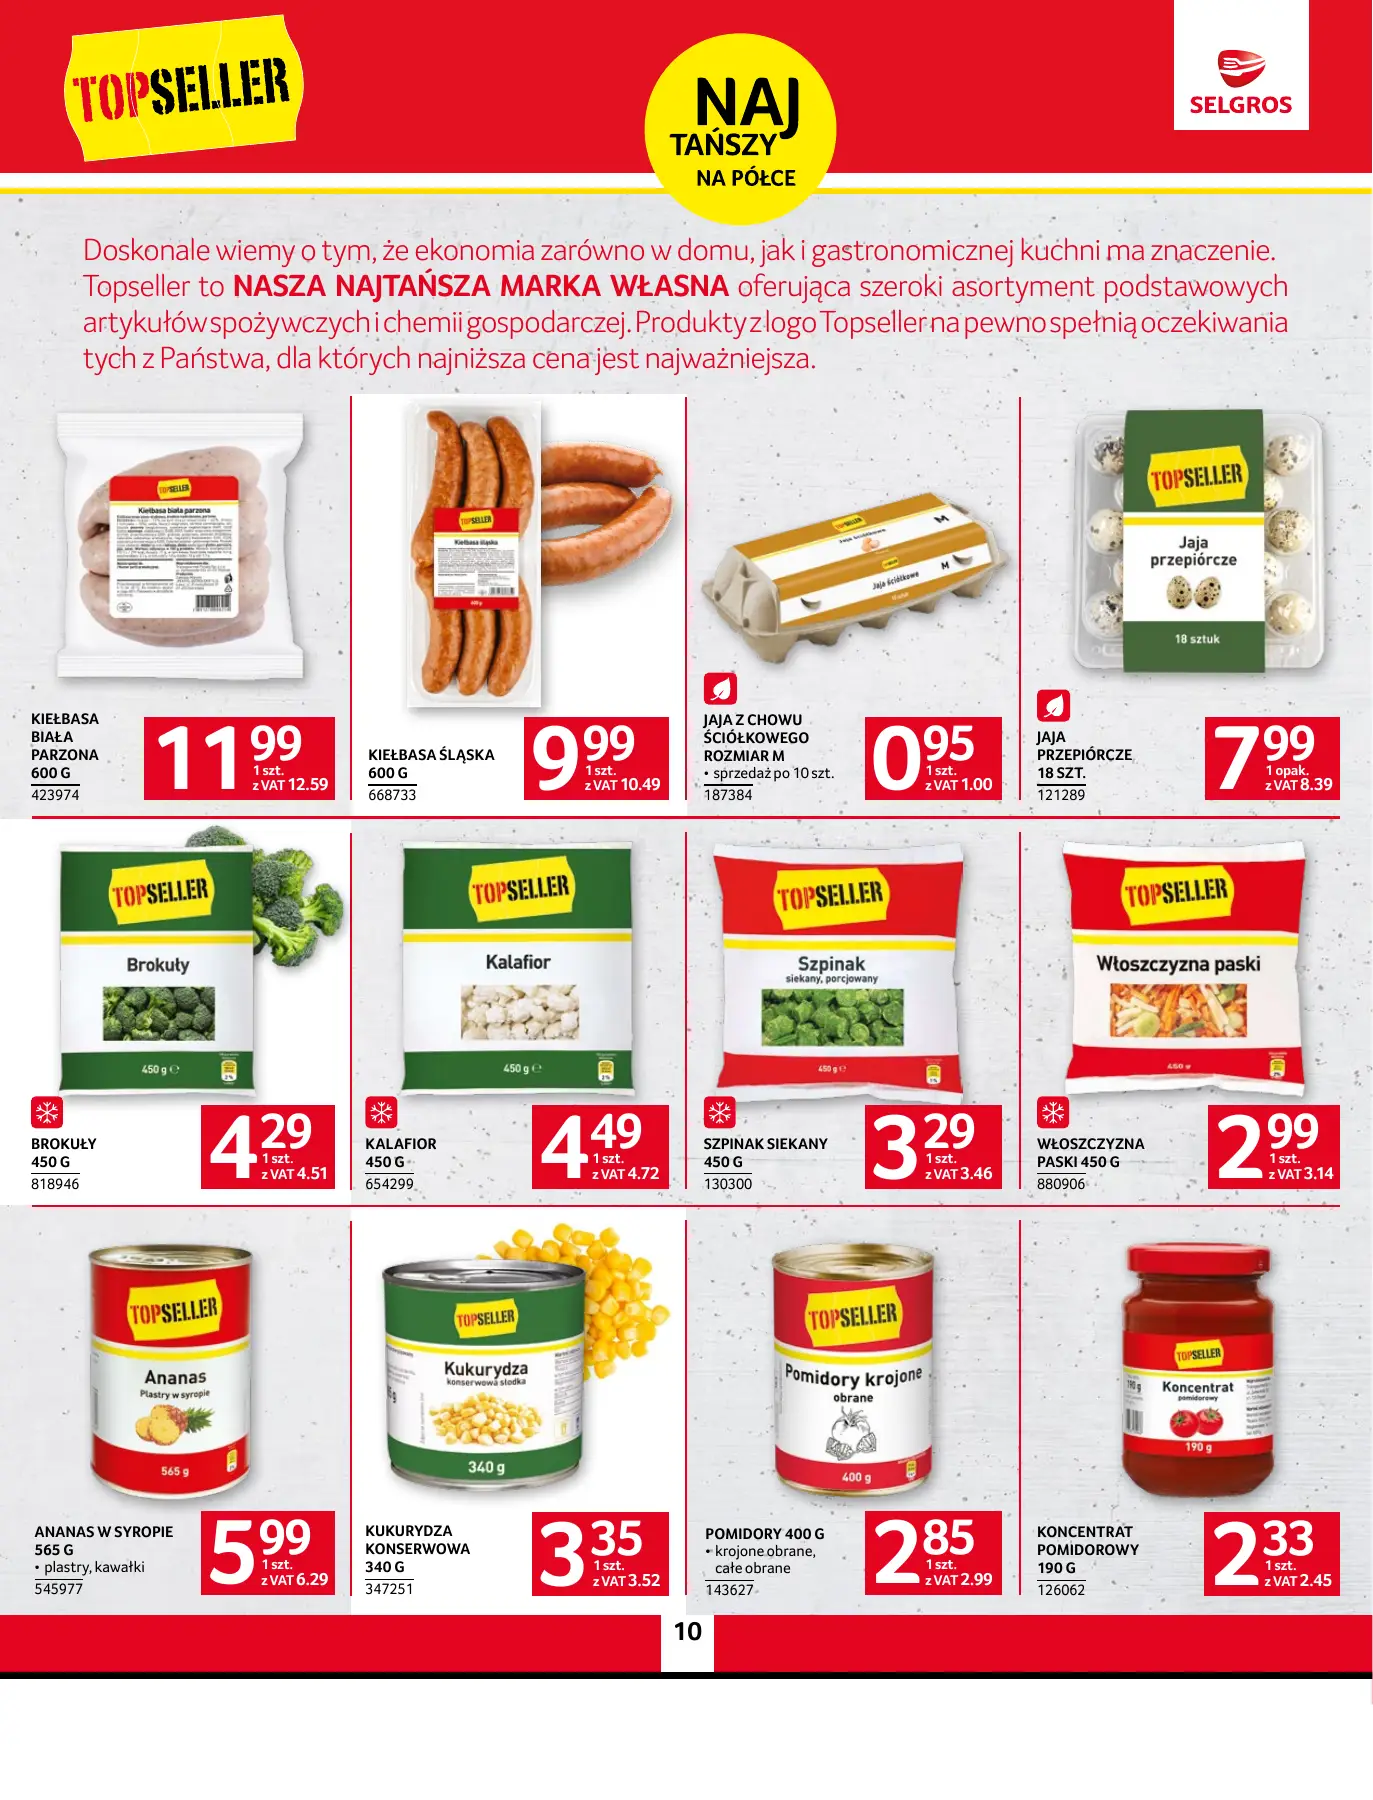 TOPSELLER
NAJ
TAŃSZY
NA PÓŁCE
SELGROS
Doskonale wiemy o tym, że ekonomia zarówno w domu, jak i gastronomicznej kuchni ma znaczenie.
Topseller to NASZA NAJTAŃSZA MARKA WŁASNA oferująca szeroki asortyment podstawowych
artykułów spożywczych i chemii gospodarczej. Produkty z logo Topseller na pewno spełnią oczekiwania
tych z Państwa, dla których najniższa cena jest najważniejsza.
TOPSELLER
Kiełbasa biała parzona
KIEŁBASA
BIAŁA
PARZONA
600 G
423974
11 99
1 szt.
z VAT 12.59
TOPSELLER
Kiełbasa śląska
600 g
KIEŁBASA ŚLĄSKA
600 G
668733
9 99
1 szt.
z VAT 10.49
TOPSELLER
Jaja ściółkowe
M
Jaja ściółkowe
M
10 sztuk
JAJA Z CHOWU
ŚCIÓŁKOWEGO
ROZMIAR M
• sprzedaż po 10 szt.
187384
0 95
1 szt.
z VAT 1.00
TOPSELLER
Jaja
przepiórcze
18 sztuk
JAJA
PRZEPIÓRCZE
18 SZT.
121289
7 99
1 opak.
z VAT 8.39
TOPSELLER
Brokuły
450 g ℮
BROKUŁY
450 G
818946
4 29
1 szt.
z VAT 4.51
TOPSELLER
Kalafior
450 g ℮
KALAFIOR
450 G
654299
4 49
1 szt.
z VAT 4.72
TOPSELLER
Szpinak
siekany, porcjowany
450 g ℮
SZPINAK SIEKANY
450 G
130300
3 29
1 szt.
z VAT 3.46
TOPSELLER
Włoszczyzna paski
450 g
WŁOSZCZYZNA
PASKI 450 G
880906
2 99
1 szt.
z VAT 3.14
TOPSELLER
Ananas
Plastry w syropie
565 g
ANANAS W SYROPIE
565 G
• plastry, kawałki
545977
5 99
1 szt.
z VAT 6.29
TOPSELLER
Kukurydza
konserwowa słodka
340 g
KUKURYDZA
KONSERWOWA
340 G
347251
3 35
1 szt.
z VAT 3.52
TOPSELLER
Pomidory krojone
obrane
400 g
POMIDORY 400 G
• krojone obrane,
całe obrane
143627
2 85
1 szt.
z VAT 2.99
TOPSELLER
190 g
Koncentrat
pomidorowy
190 g
KONCENTRAT
POMIDOROWY
190 G
126062
2 33
1 szt.
z VAT 2.45
10